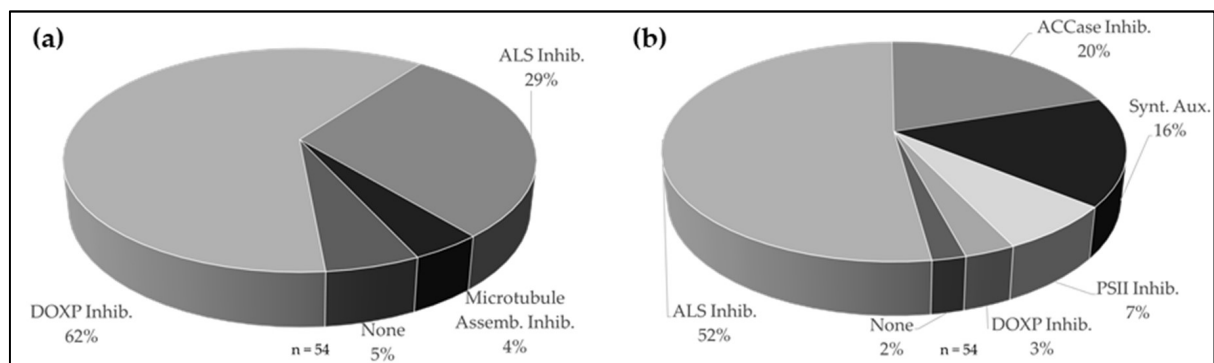 (a)
ALS Inhib.
29%
DOXP Inhib.
62%
None
5%
n = 54
Microtubule
Assemb. Inhib.
4%
(b)
ACCase Inhib.
20%
Synt. Aux.
16%
PSII Inhib.
7%
ALS Inhib.
52%
None
2%
n = 54
DOXP Inhib.
3%